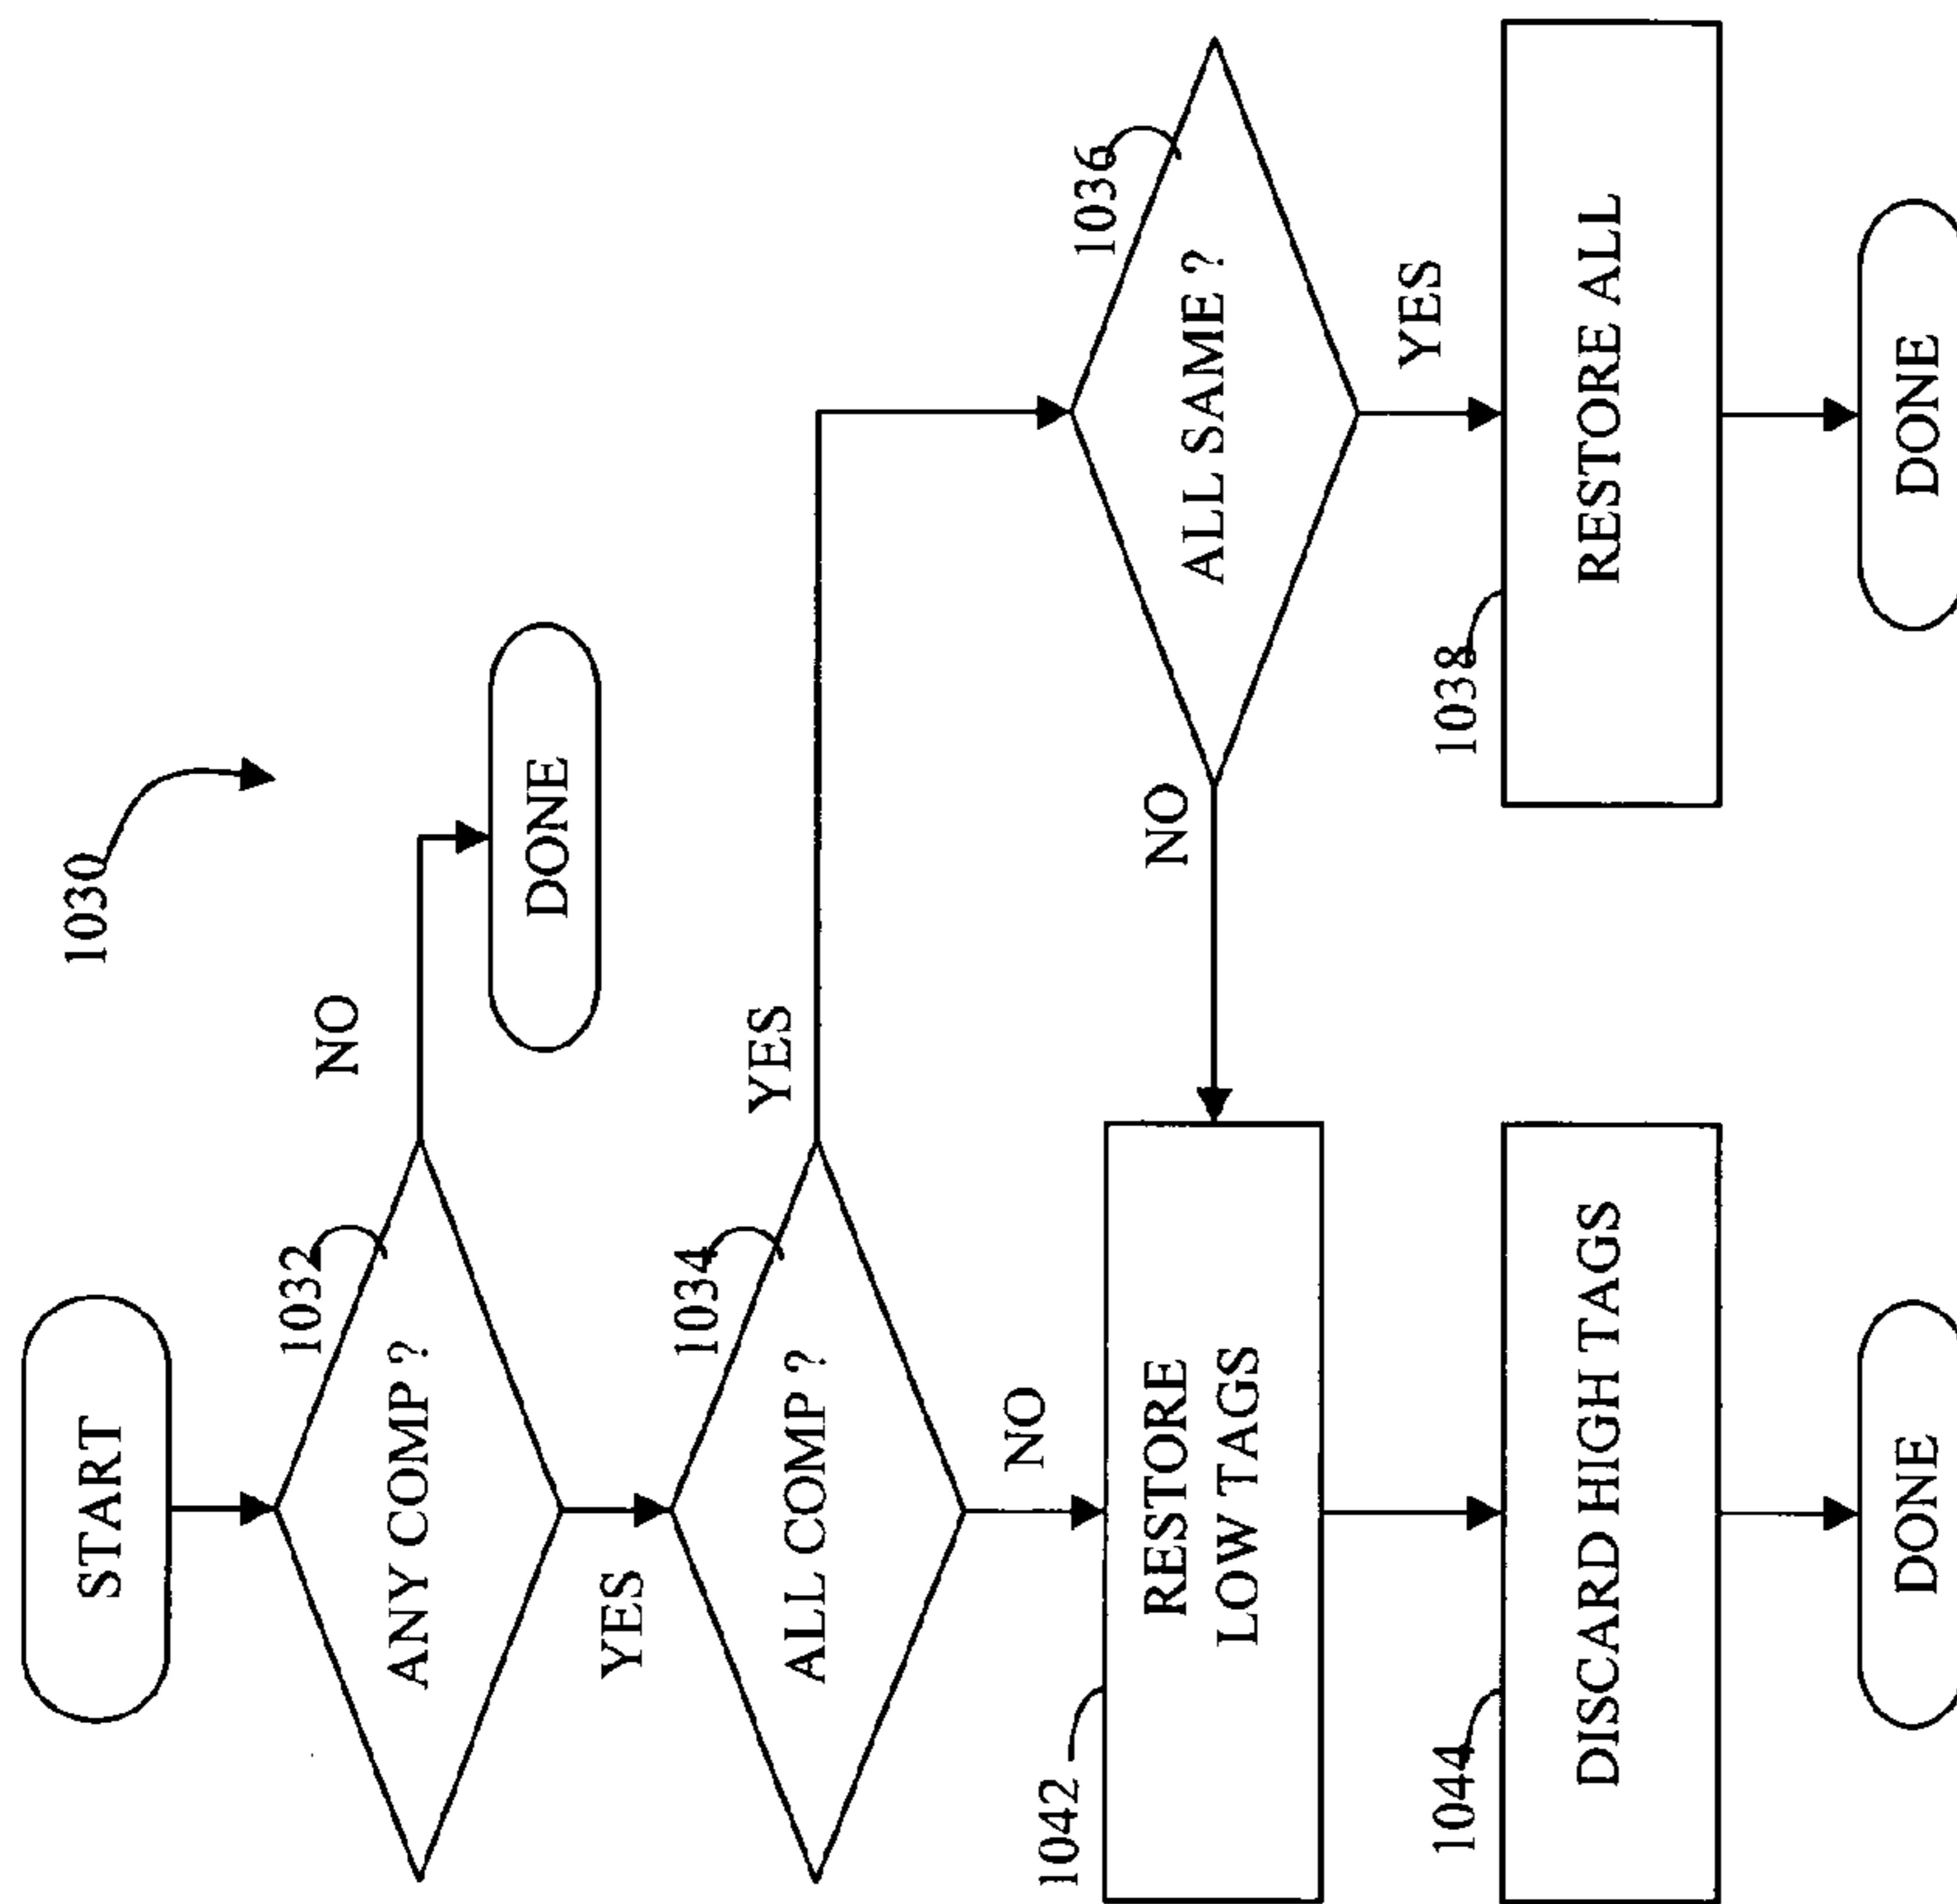 1030
START
1032
ANY COMP ?
NO
DONE
YES
1034
ALL COMP ?
YES
NO
1036
ALL SAME ?
NO
YES
1042
RESTORE
LOW TAGS
1038
RESTORE ALL
1044
DISCARD HIGH TAGS
DONE
DONE